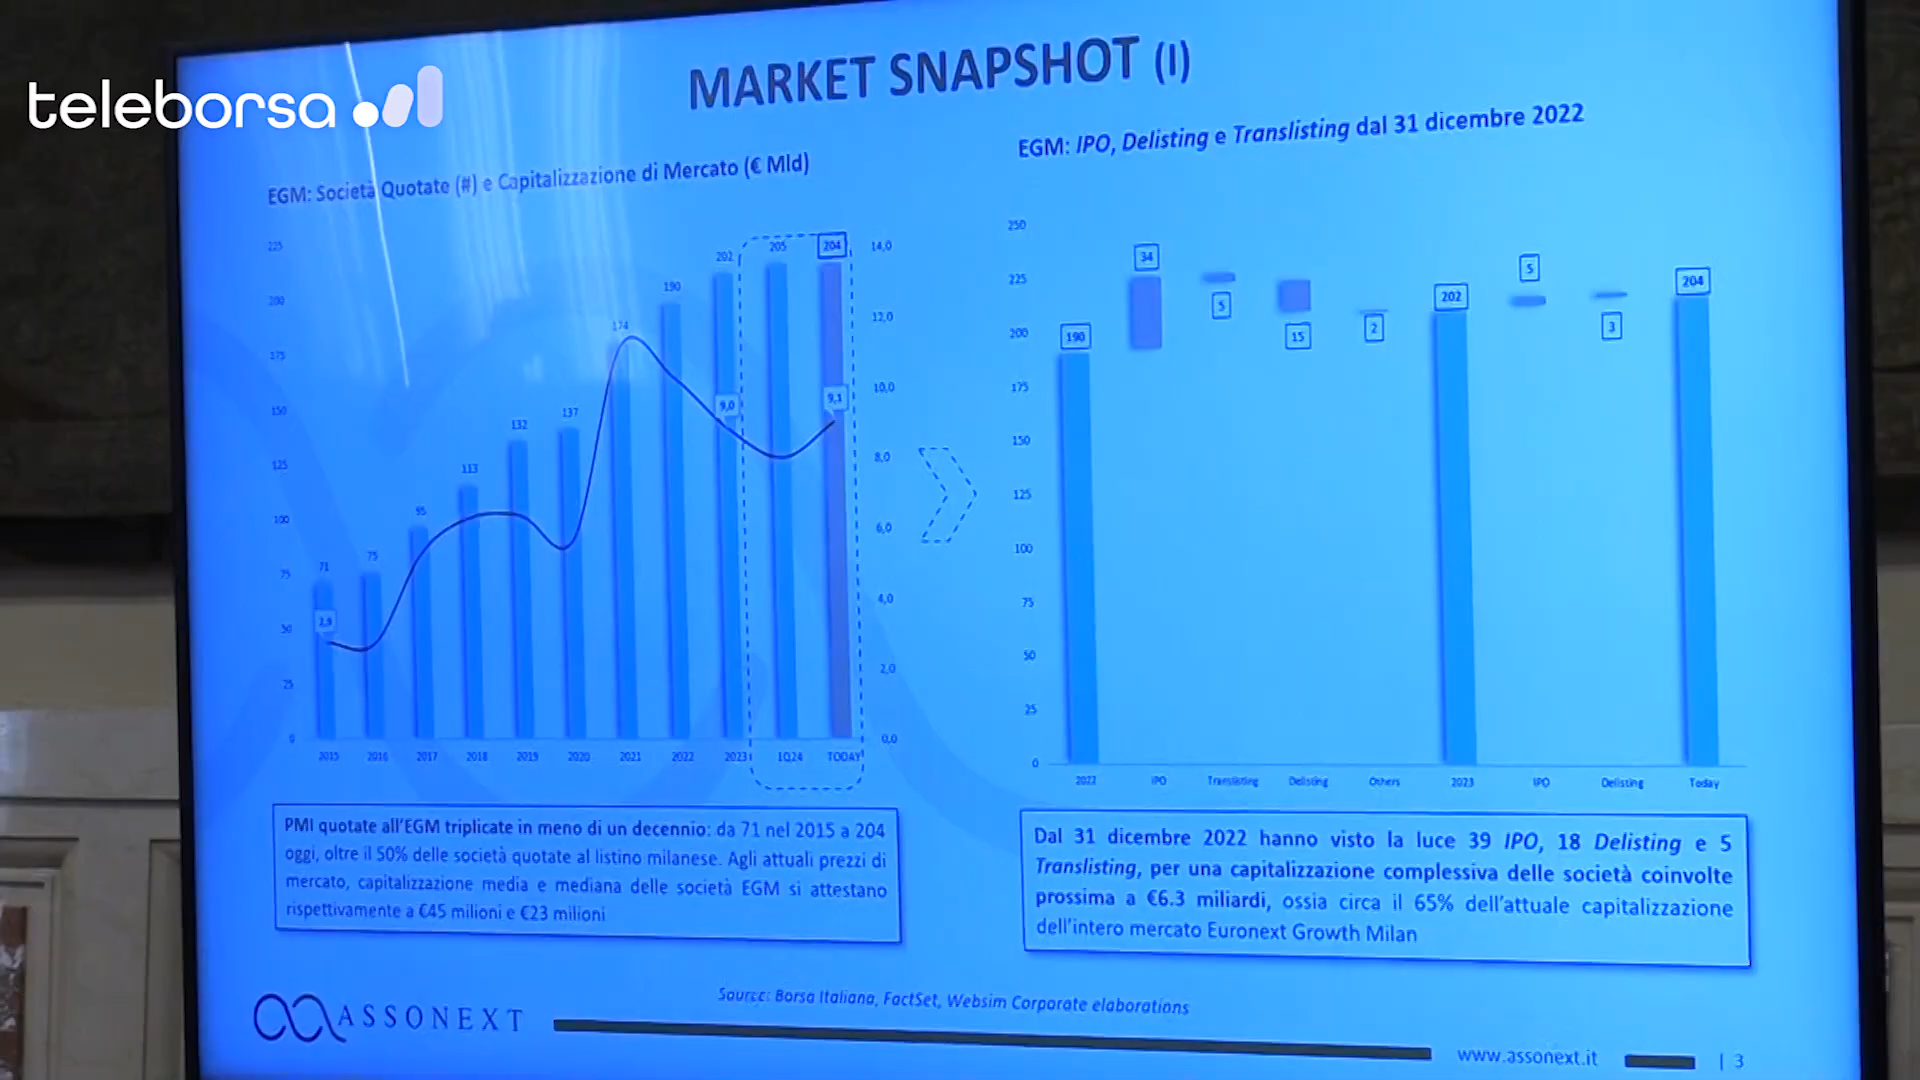 teleborsa
MARKET SNAPSHOT (I)
EGM: Società Quotate (#) e Capitalizzazione di Mercato (€ Mld)
EGM: IPO, Delisting e Translisting dal 31 dicembre 2022
225
200
175
150
125
100
75
50
25
0
71
75
95
113
132
137
174
190
202
205
204
9,0
9,1
14,0
12,0
10,0
8,0
6,0
4,0
2,0
0,0
2015
2016
2017
2018
2019
2020
2021
2022
2023
1Q24
TODAY
250
225
200
175
150
125
100
75
50
25
0
190
34
5
15
2
202
5
3
204
2022
IPO
Translisting
Delisting
Others
2023
IPO
Delisting
Today
PMI quotate all'EGM triplicate in meno di un decennio: da 71 nel 2015 a 204
oggi, oltre il 50% delle società quotate al listino milanese. Agli attuali prezzi di
mercato, capitalizzazione media e mediana delle società EGM si attestano
rispettivamente a €45 milioni e €23 milioni
Dal 31 dicembre 2022 hanno visto la luce 39 IPO, 18 Delisting e 5
Translisting, per una capitalizzazione complessiva delle società coinvolte
prossima a €6.3 miliardi, ossia circa il 65% dell'attuale capitalizzazione
dell'intero mercato Euronext Growth Milan
Source: Borsa Italiana, FactSet, Websim Corporate elaborations
ASSONEXT
www.assonext.it
| 3